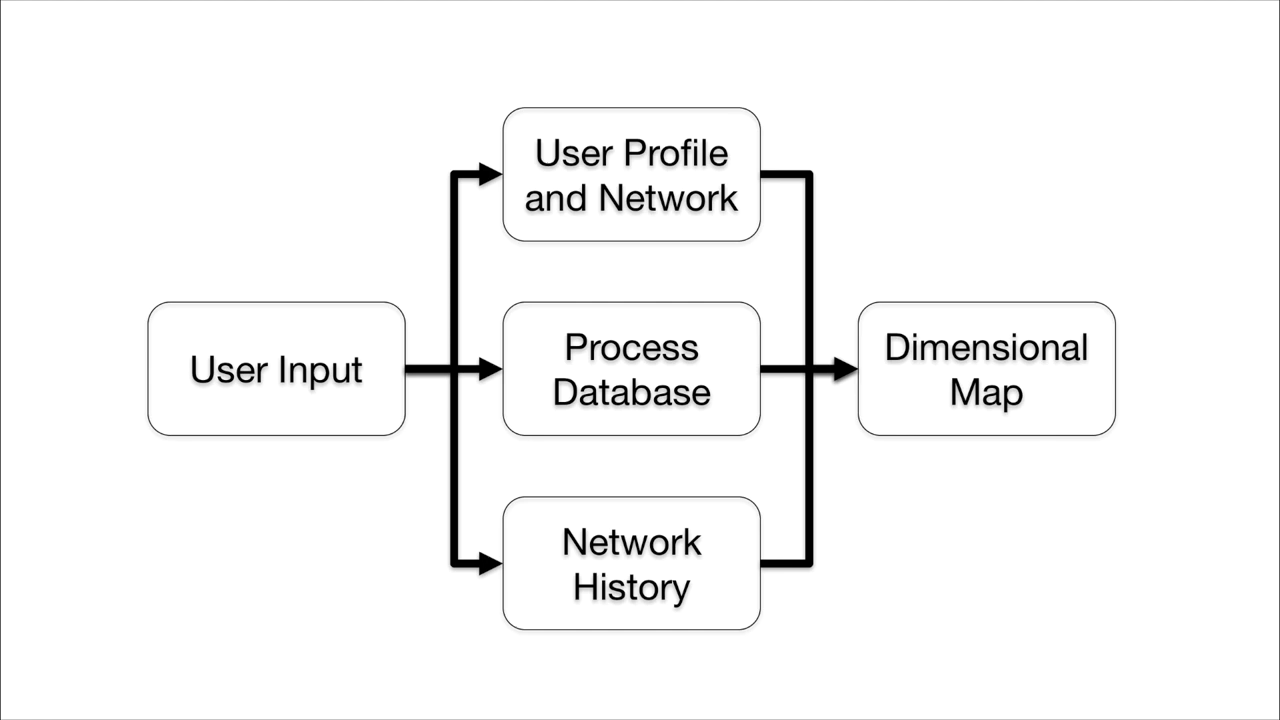 User Profile
and Network
User Input
Process
Database
Dimensional
Map
Network
History